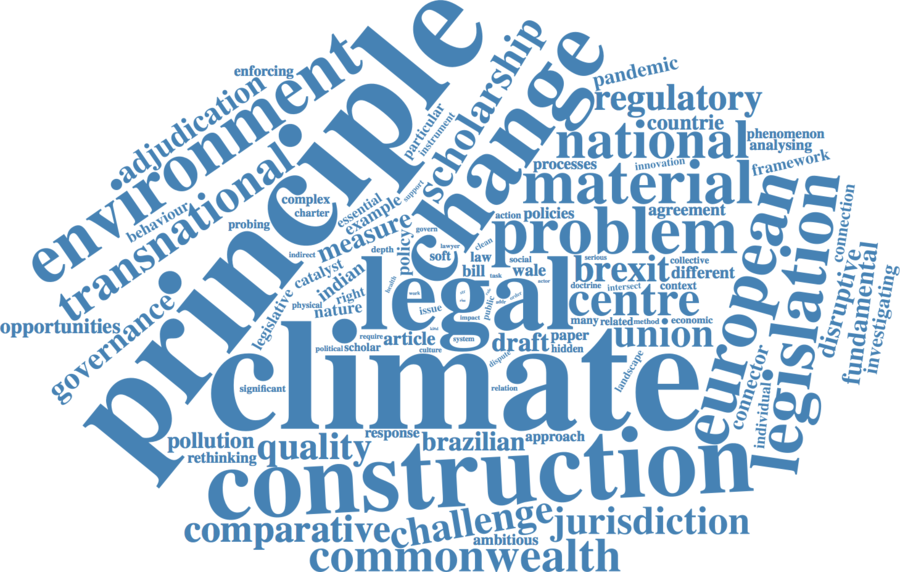 enforcing
adjudication
environment
transnational
principle
change
scholarship
particular
instrument
pandemic
regulatory
countrie
national
phenomenon
analysing
processes
innovation
framework
material
behaviour
complex
charter
probing
essential
support
example
measure
indirect
catalyst
depth
policy
govern
lawyer
clean
soft
action
policies
agreement
problem
law
social
serious
collective
bill
task
wale
brexit
different
actor
doctrine
intersect
context
european
legislation
connection
disruptive
fundamental
investigating
opportunities
governance
legislative
indian
right
nature
physical
health
legal
issue
impact
public
centre
many
related
method
economic
union
require
article
system
draft
paper
hidden
political
scholar
culture
dispute
landscape
climate
significant
relation
connector
individual
pollution
rethinking
quality
response
brazilian
approach
construction
comparative
challenge
jurisdiction
ambitious
commonwealth